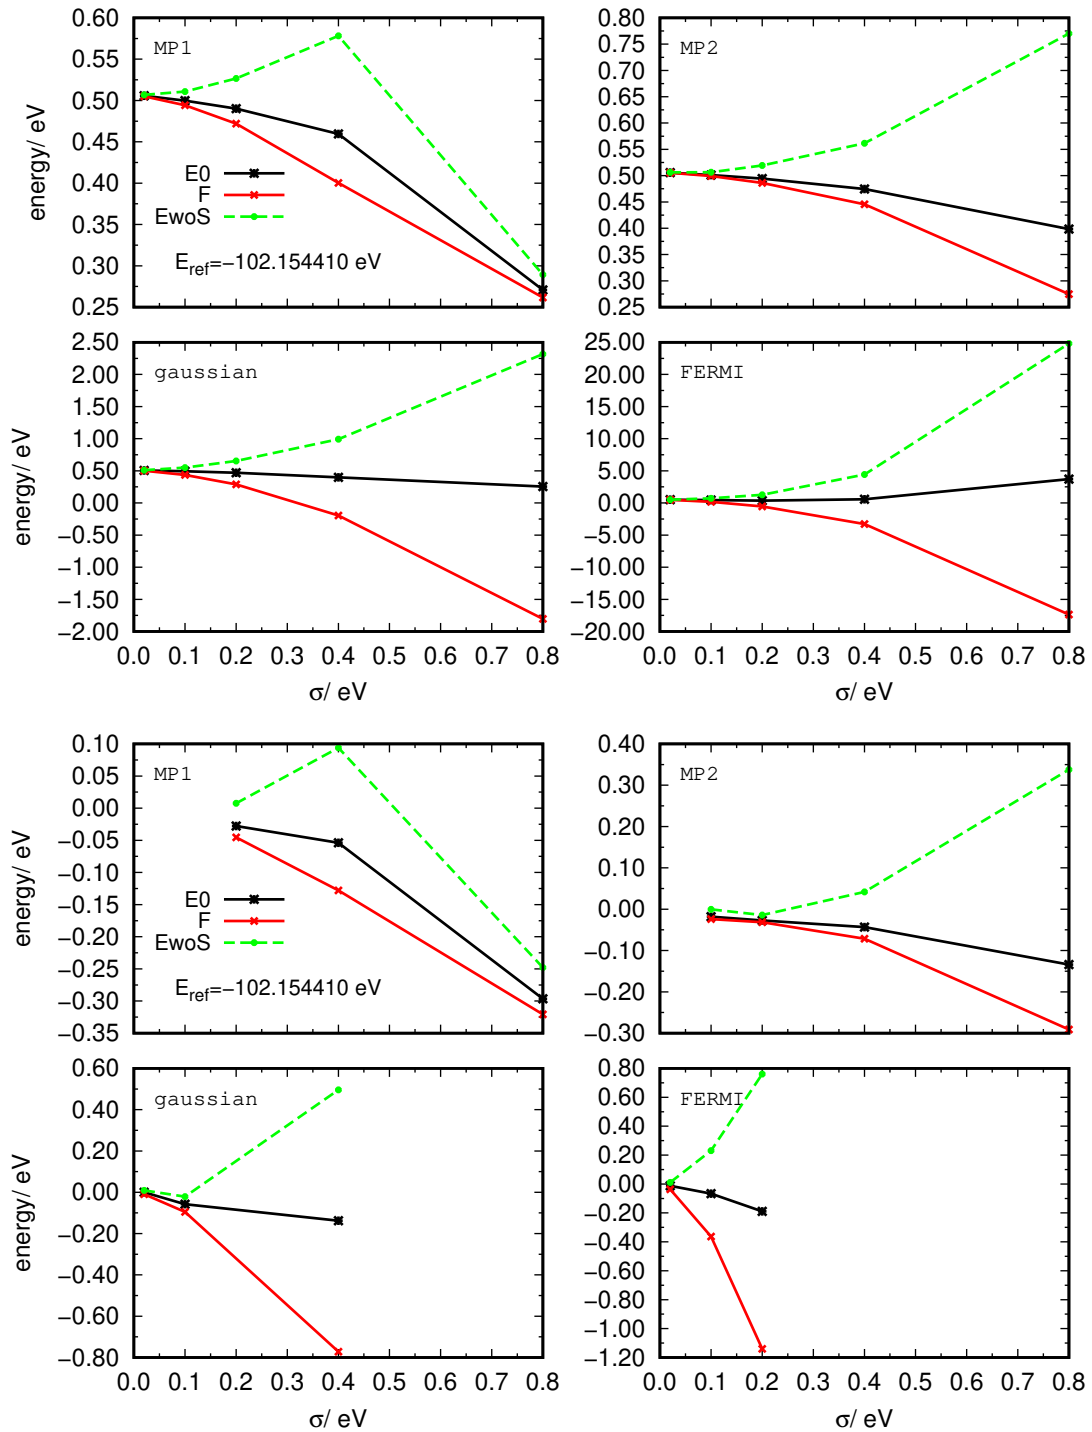 0.60
0.55
0.50
0.45
0.40
0.35
0.30
0.25
energy/ eV
MP1
E0
F
EwoS
Eref=−102.154410 eV
0.80
0.75
0.70
0.65
0.60
0.55
0.50
0.45
0.40
0.35
0.30
0.25
MP2
2.50
2.00
1.50
1.00
0.50
0.00
−0.50
−1.00
−1.50
−2.00
energy/ eV
gaussian
0.0 0.1 0.2 0.3 0.4 0.5 0.6 0.7 0.8
σ/ eV
25.00
20.00
15.00
10.00
5.00
0.00
−5.00
−10.00
−15.00
−20.00
FERMI
0.0 0.1 0.2 0.3 0.4 0.5 0.6 0.7 0.8
σ/ eV
0.10
0.05
0.00
−0.05
−0.10
−0.15
−0.20
−0.25
−0.30
−0.35
energy/ eV
MP1
E0
F
EwoS
Eref=−102.154410 eV
0.40
0.30
0.20
0.10
0.00
−0.10
−0.20
−0.30
MP2
0.60
0.40
0.20
0.00
−0.20
−0.40
−0.60
−0.80
energy/ eV
gaussian
0.0 0.1 0.2 0.3 0.4 0.5 0.6 0.7 0.8
σ/ eV
0.80
0.60
0.40
0.20
0.00
−0.20
−0.40
−0.60
−0.80
−1.00
−1.20
FERMI
0.0 0.1 0.2 0.3 0.4 0.5 0.6 0.7 0.8
σ/ eV